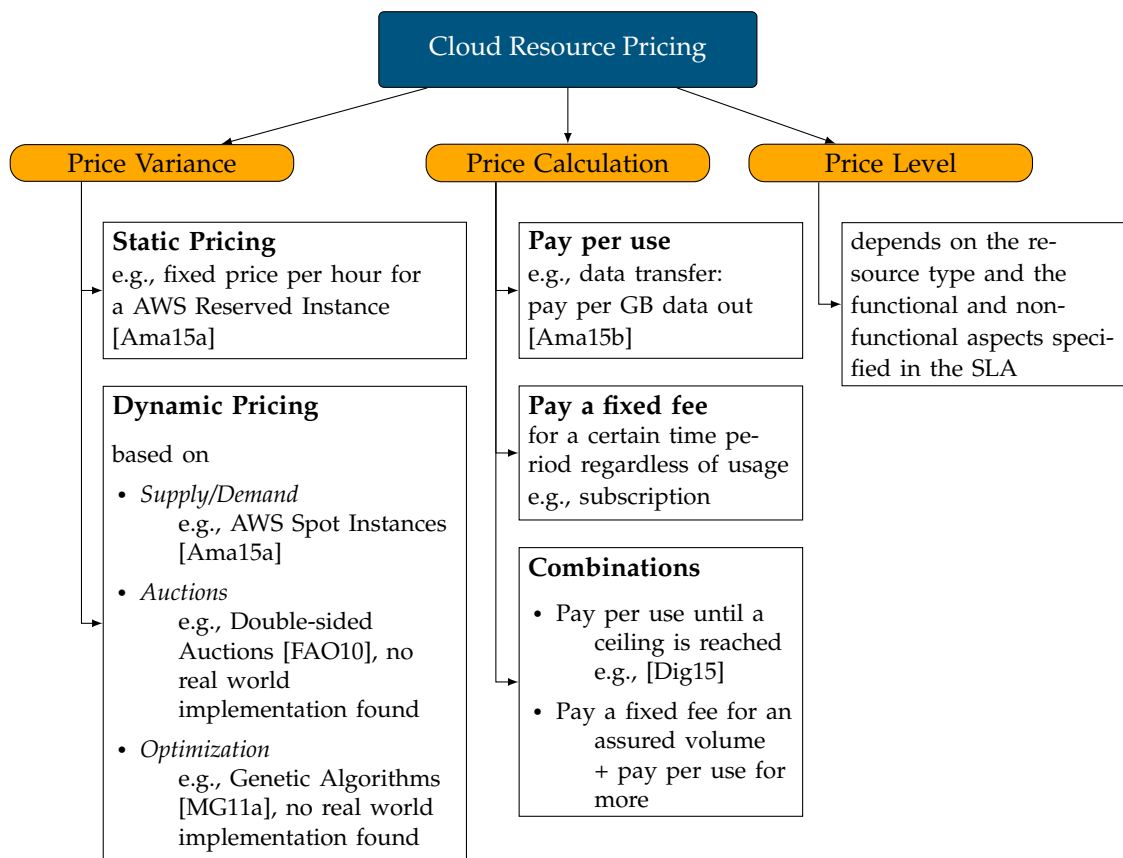 Cloud Resource Pricing
Price Variance
Static Pricing
e.g., fixed price per hour for
a AWS Reserved Instance
[Ama15a]
Dynamic Pricing
based on
• Supply/Demand
e.g., AWS Spot Instances
[Ama15a]
• Auctions
e.g., Double-sided
Auctions [FAO10], no
real world
implementation found
• Optimization
e.g., Genetic Algorithms
[MG11a], no real world
implementation found
Price Calculation
Pay per use
e.g., data transfer:
pay per GB data out
[Ama15b]
Pay a fixed fee
for a certain time pe-
riod regardless of usage
e.g., subscription
Combinations
• Pay per use until a
ceiling is reached
e.g., [Dig15]
• Pay a fixed fee for an
assured volume
+ pay per use for
more
Price Level
depends on the re-
source type and the
functional and non-
functional aspects speci-
fied in the SLA